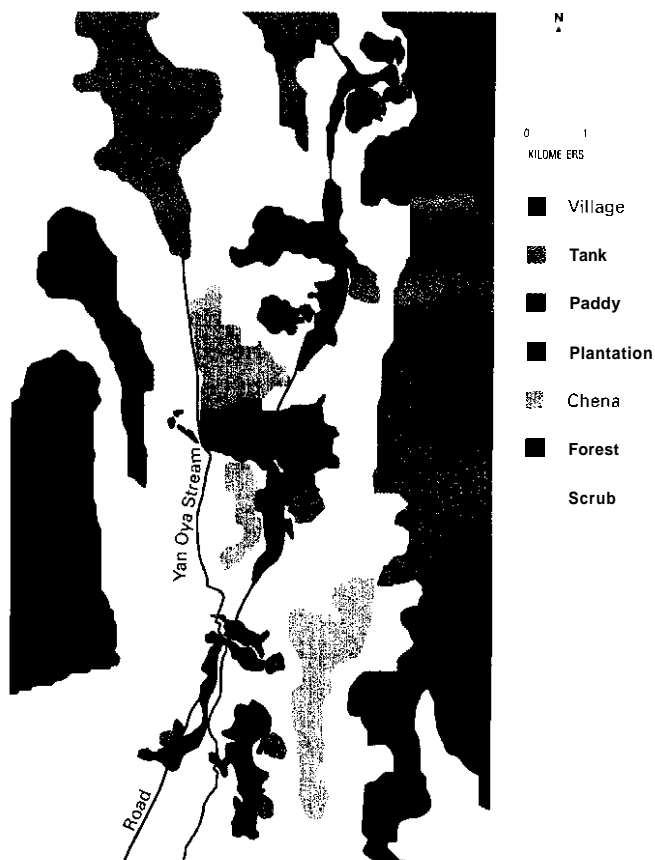 N
0 1
KILOME ERS
Village
Tank
Paddy
Plantation
Chena
Forest
Scrub
Yan Oya Stream
Road